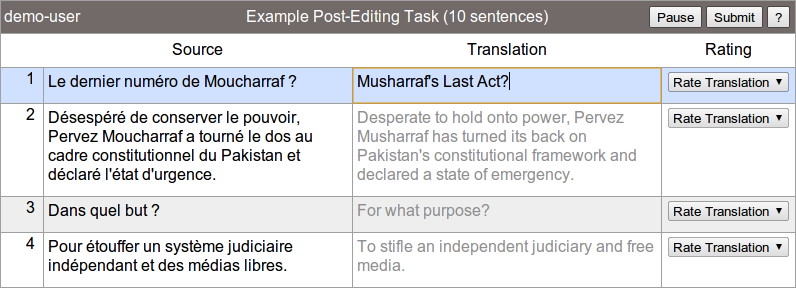 demo-user Example Post-Editing Task (10 sentences) Pause Submit ?
Source Translation Rating
1 Le dernier numéro de Moucharraf ? Musharraf's Last Act? Rate Translation
2 Désespéré de conserver le pouvoir,
Pervez Moucharraf a tourné le dos au
cadre constitutionnel du Pakistan et
déclaré l'état d'urgence.
Desperate to hold onto power, Pervez
Musharraf has turned its back on
Pakistan's constitutional framework and
declared a state of emergency.
Rate Translation
3 Dans quel but ? For what purpose? Rate Translation
4 Pour étouffer un système judiciaire
indépendant et des médias libres.
To stifle an independent judiciary and free
media.
Rate Translation